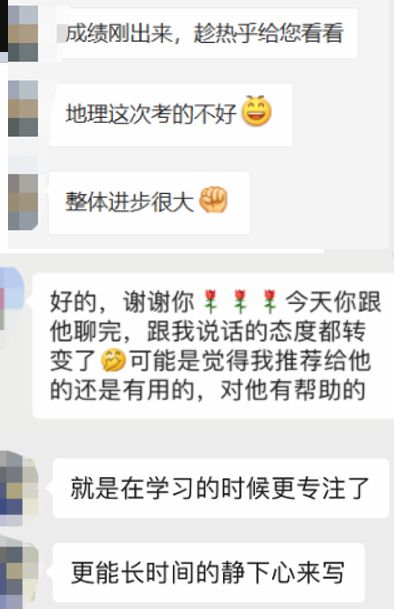 成绩刚出来，趁热乎给您看看
地理这次考的不好😄
整体进步很大✊
好的，谢谢你🌹🌹🌹今天你跟
他聊完，跟我说话的态度都转
变了🤣可能是觉得我推荐给他
的还是有用的，对他有帮助的
就是在学习的时候更专注了
更能长时间的静下心来写